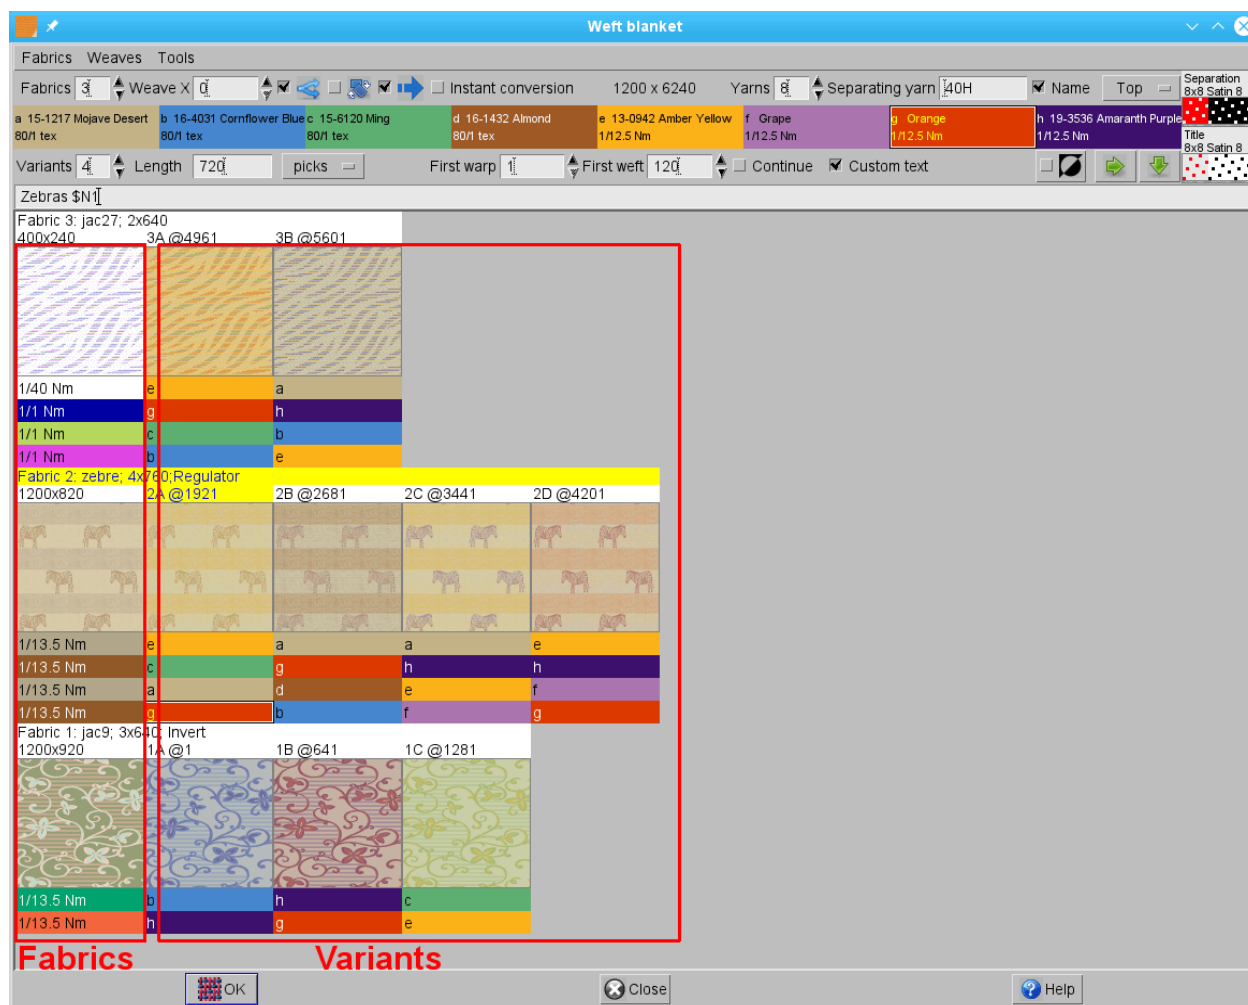 Weft blanket
Fabrics Weaves Tools
Fabrics 3 Weave X 0 Instant conversion 1200 x 6240 Yarns 8 Separating yarn 40H Name Top Separation
8x8 Satin 8
a 15-1217 Mojave Desert b 16-4031 Cornflower Blue c 15-6120 Ming d 16-1432 Almond e 13-0942 Amber Yellow f Grape g Orange h 19-3536 Amaranth Purple
80/1 tex 80/1 tex 80/1 tex 80/1 tex 1/12.5 Nm 1/12.5 Nm 1/12.5 Nm 1/12.5 Nm
Title
8x8 Satin 8
Variants 4 Length 720 picks First warp 1 First weft 120 Continue Custom text
Zebras $N1
Fabric 3: jac27; 2x640
400x240 3A @4961 3B @5601
1/40 Nm e a
1/1 Nm g h
1/1 Nm c b
1/1 Nm b e
Fabric 2: zebre; 4x760;Regulator
1200x820 2A @1921 2B @2681 2C @3441 2D @4201
1/13.5 Nm e a a e
1/13.5 Nm c g h h
1/13.5 Nm a d e f
1/13.5 Nm g b f g
Fabric 1: jac9; 3x640; Invert
1200x920 1A @1 1B @641 1C @1281
1/13.5 Nm b h c
1/13.5 Nm h g e
Fabrics Variants
OK Close Help